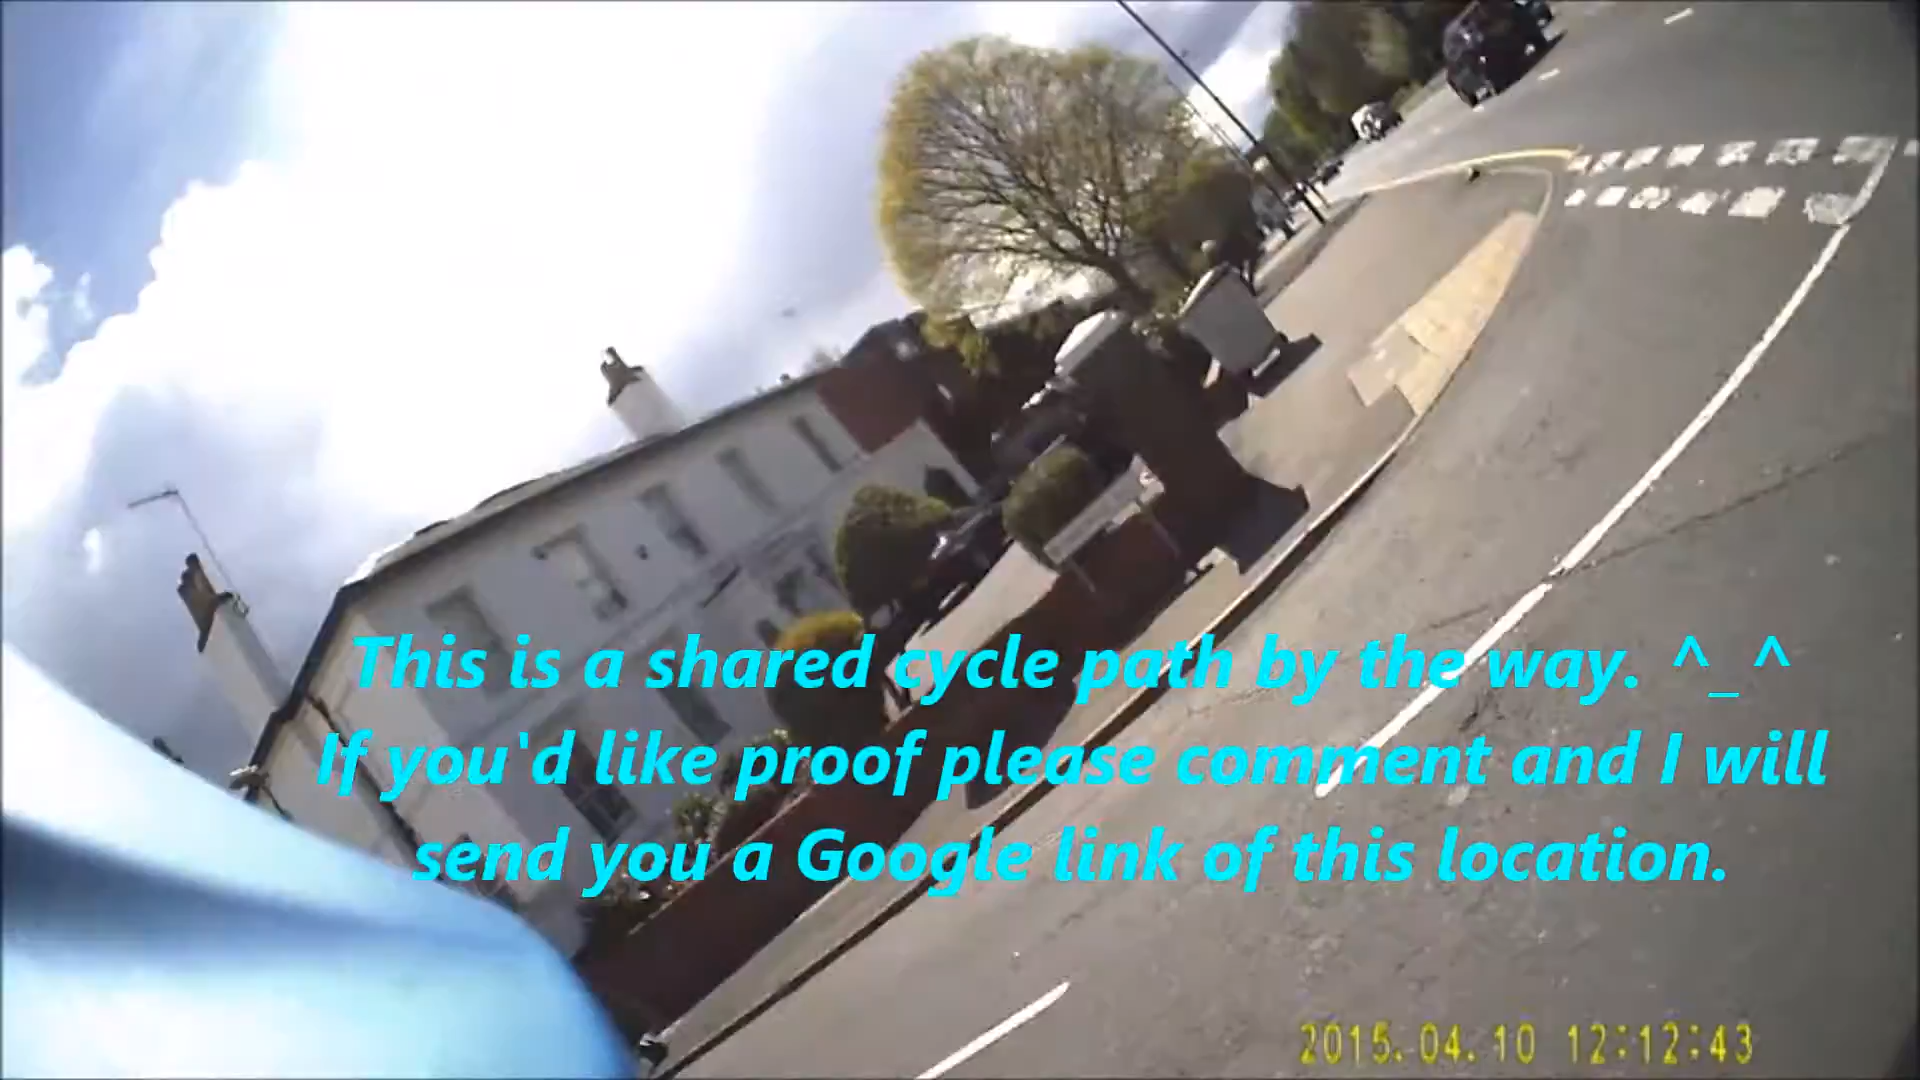 This is a shared cycle path by the way. ^_^
If you'd like proof please comment and I will
send you a Google link of this location.
2015.04.10 12:12:43